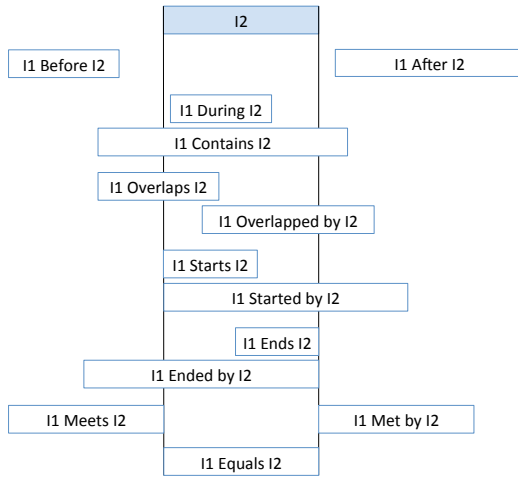 I2
I1 Before I2
I1 After I2
I1 During I2
I1 Contains I2
I1 Overlaps I2
I1 Overlapped by I2
I1 Starts I2
I1 Started by I2
I1 Ends I2
I1 Ended by I2
I1 Meets I2
I1 Met by I2
I1 Equals I2